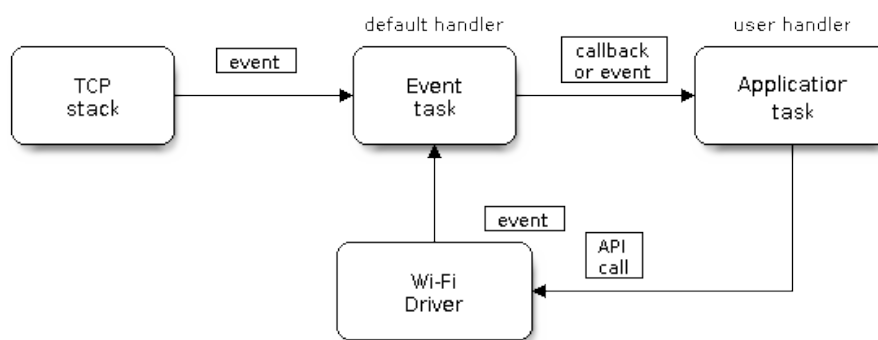 default handler
user handler
event
callback
or event
TCP
stack
Event
task
Application
task
event
API
call
Wi-Fi
Driver